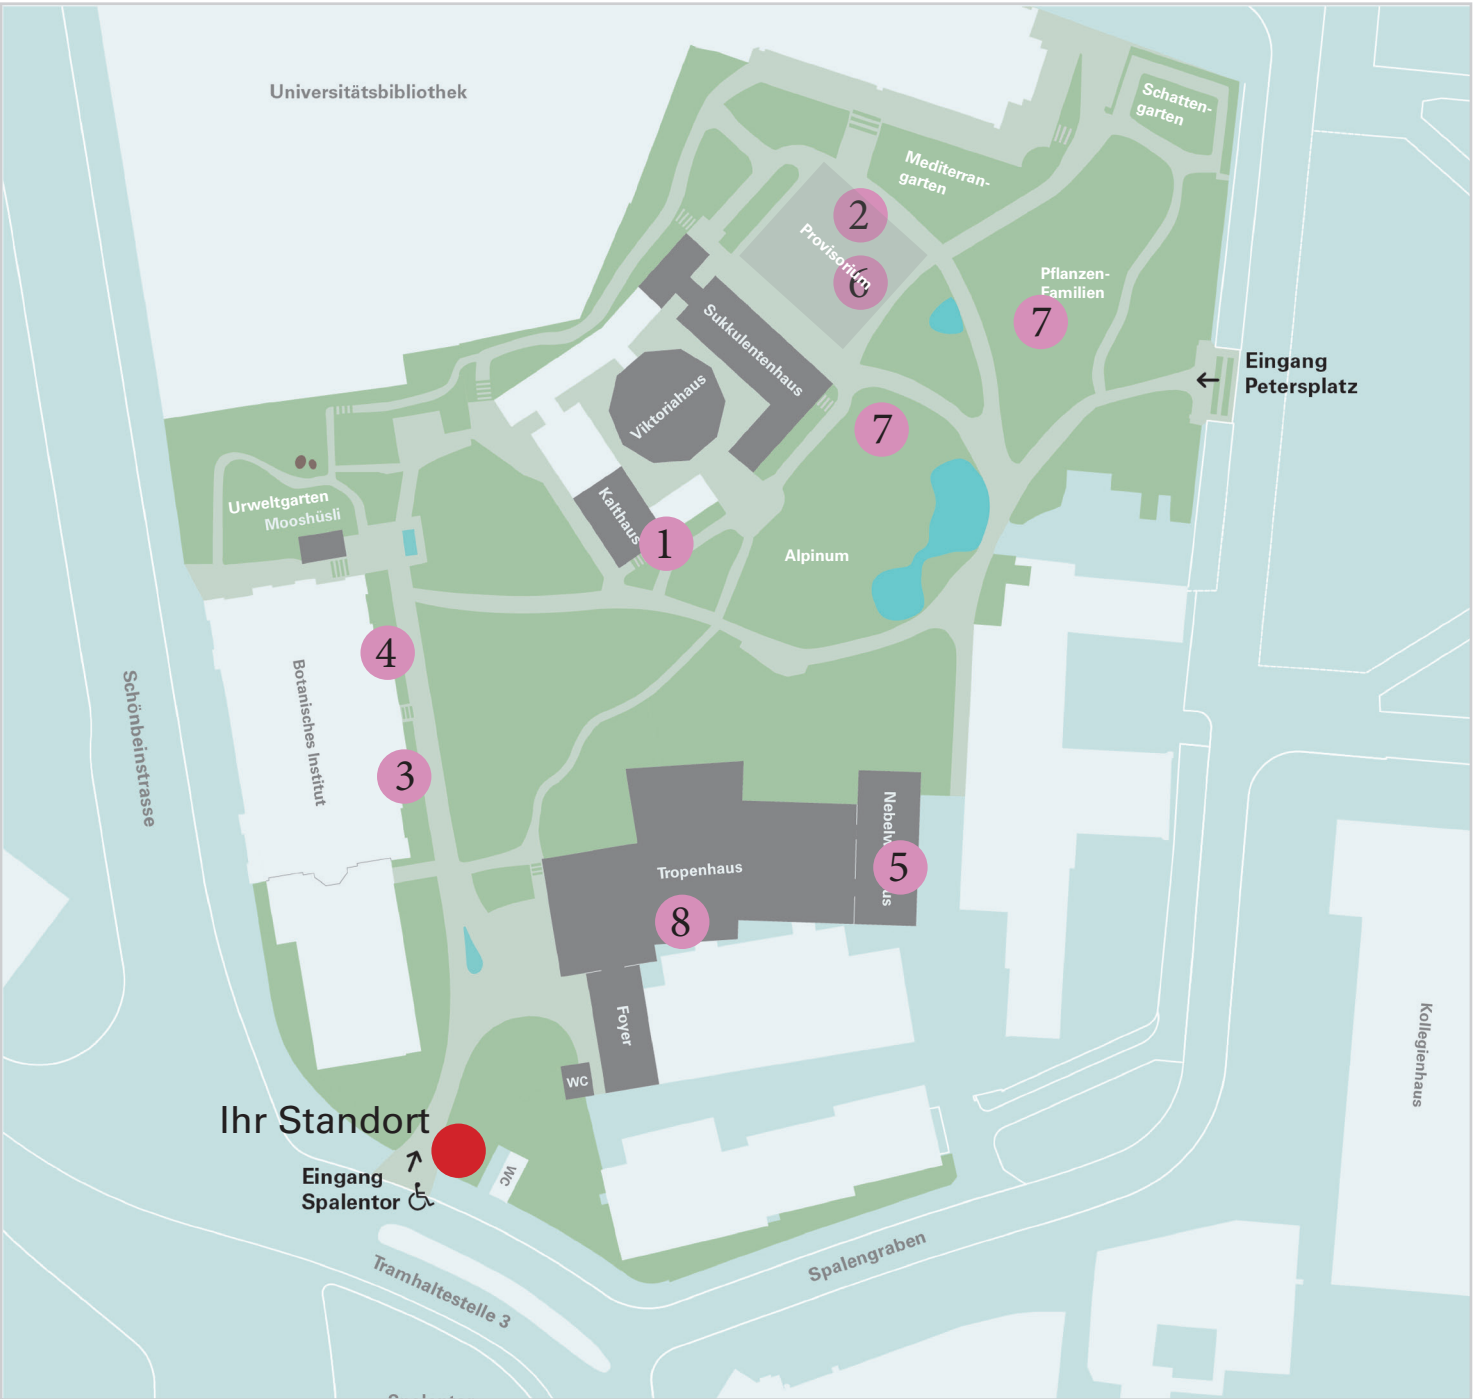 Universitätsbibliothek
Schatten-
garten
Mediterran-
garten
2
Provisorium
6
Pflanzen-
Familien
7
Eingang
Petersplatz
Sukkulentenhaus
Viktoriahaus
7
Kalthaus
1
Urweltgarten
Mooshüsli
Alpinum
4
Botanisches Institut
3
Schönbeinstrasse
Tropenhaus
5
8
Foyer
WC
Kollegienhaus
Ihr Standort
Eingang
Spalentor
WC
Tramhaltestelle 3
Spalengraben